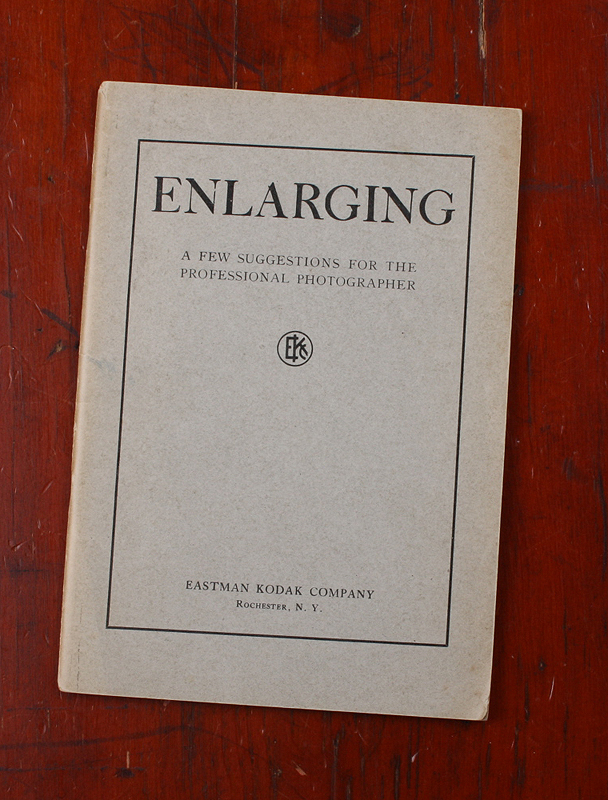 ENLARGING
A FEW SUGGESTIONS FOR THE
PROFESSIONAL PHOTOGRAPHER
EKC
EASTMAN KODAK COMPANY
ROCHESTER, N. Y.